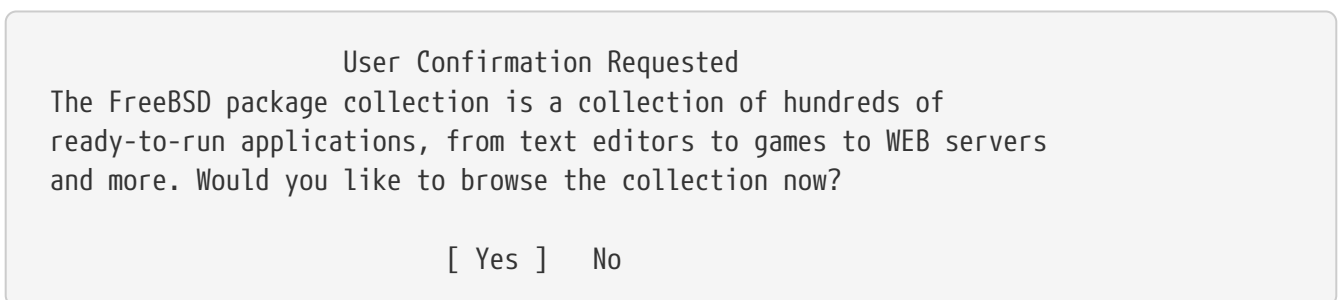 User Confirmation Requested
The FreeBSD package collection is a collection of hundreds of
ready-to-run applications, from text editors to games to WEB servers
and more. Would you like to browse the collection now?
[ Yes ] No